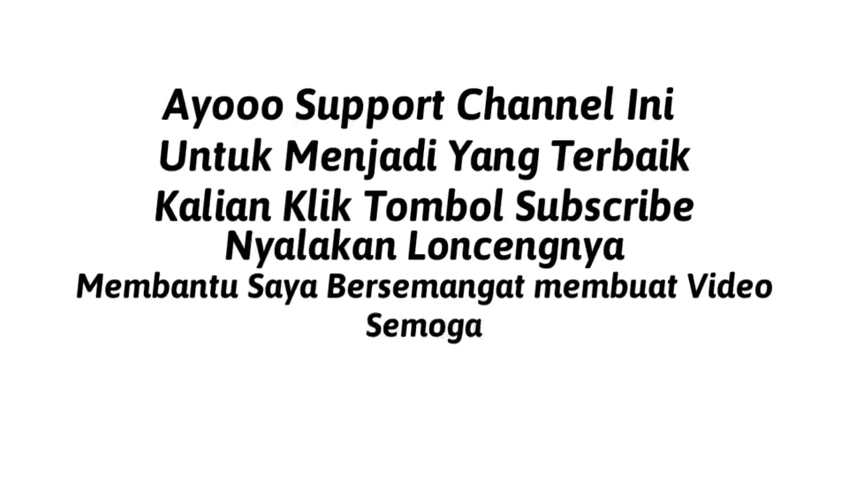 Ayooo Support Channel Ini
Untuk Menjadi Yang Terbaik
Kalian Klik Tombol Subscribe
Nyalakan Loncengnya
Membantu Saya Bersemangat membuat Video
Semoga